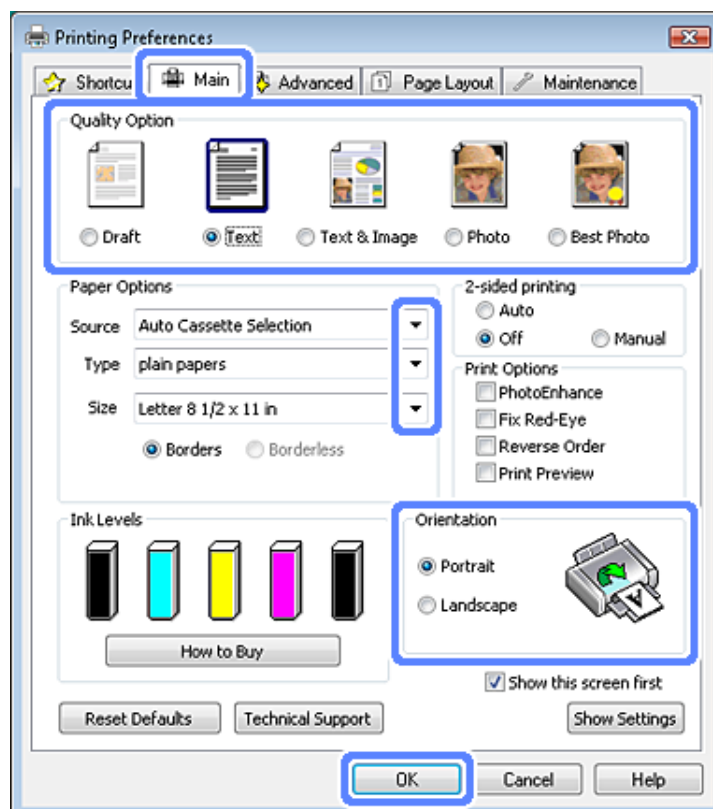 Printing Preferences
Shortcu Main Advanced Page Layout Maintenance
Quality Option
Draft Text Text & Image Photo Best Photo
Paper Options
Source Auto Cassette Selection
Type plain papers
Size Letter 8 1/2 x 11 in
Borders Borderless
2-sided printing
Auto
Off Manual
Print Options
PhotoEnhance
Fix Red-Eye
Reverse Order
Print Preview
Ink Levels
How to Buy
Orientation
Portrait
Landscape
A
Show this screen first
Reset Defaults Technical Support Show Settings
OK Cancel Help